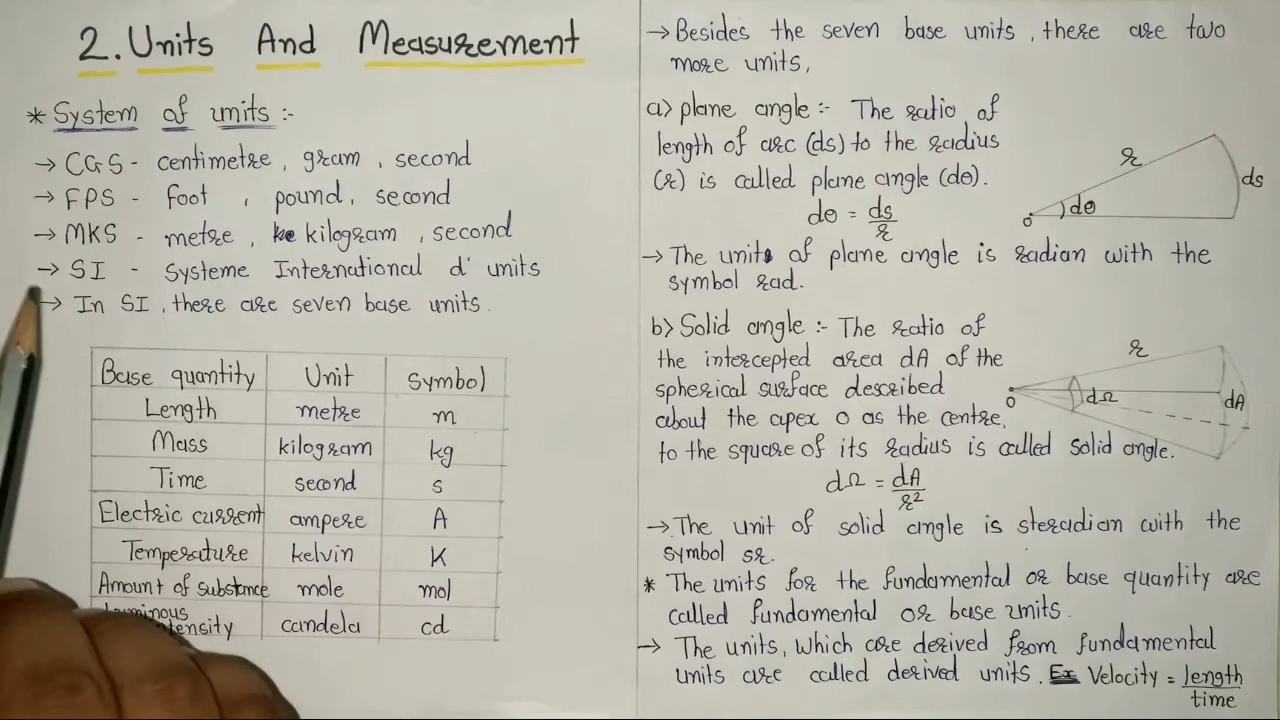 2. Units And Measurement
* System of units :-
→ CGS - centimetre, gram, second
→ FPS - foot, pound, second
→ MKS - metre, kilogram, second
→ SI - Systeme International d' units
→ In SI, there are seven base units.
Base quantity Unit Symbol
Length metre m
Mass kilogram kg
Time second s
Electric current ampere A
Temperature kelvin K
Amount of substance mole mol
Luminous
candela cd
→ Besides the seven base units, there are two
more units,
a) plane angle :- The ratio of
length of arc (ds) to the radius
(r) is called plane angle (dθ).
dθ = ds/r
r
ds
dθ
o
→ The unit of plane angle is radian with the
symbol rad.
b) Solid angle :- The ratio of
the intercepted area dA of the
spherical surface described
about the apex o as the centre,
to the square of its radius is called solid angle.
dΩ = dA/r²
r
o
dΩ
dA
→ The unit of solid angle is steradian with the
symbol sr.
* The units for the fundamental or base quantity are
called fundamental or base units.
→ The units, which are derived from fundamental
units are called derived units. Ex Velocity = length/time